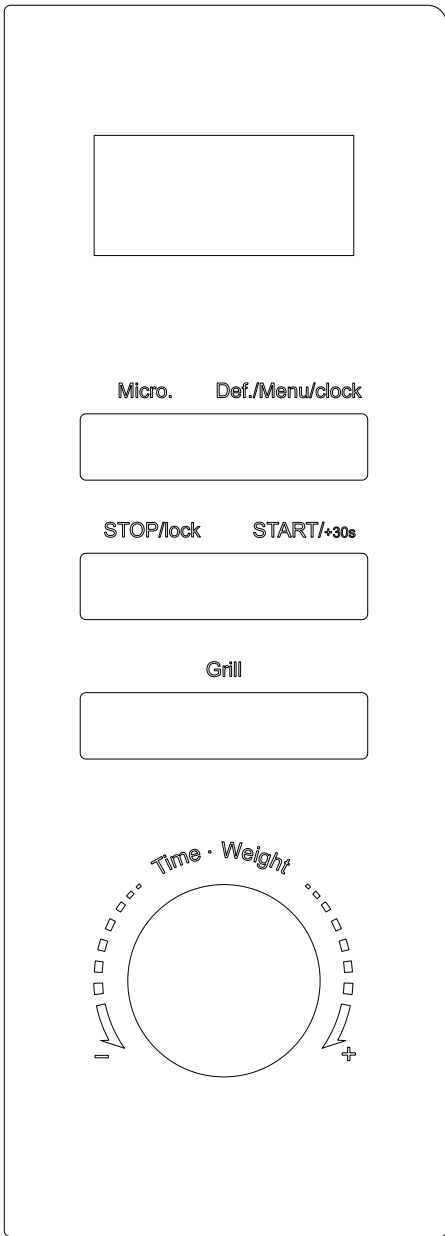 Micro. Def./Menu/clock
STOP/lock START/+30s
Grill
Time · Weight
- +